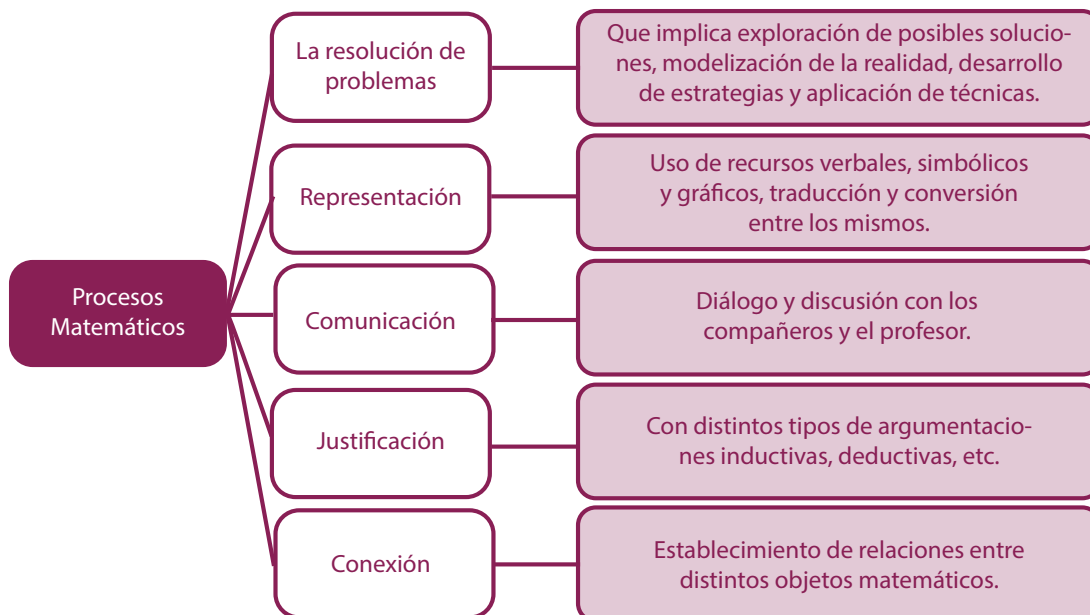 La resolución de
problemas
Que implica exploración de posibles solucio-
nes, modelización de la realidad, desarrollo
de estrategias y aplicación de técnicas.
Representación
Uso de recursos verbales, simbólicos
y gráficos, traducción y conversión
entre los mismos.
Procesos
Matemáticos
Comunicación
Diálogo y discusión con los
compañeros y el profesor.
Justificación
Con distintos tipos de argumentacio-
nes inductivas, deductivas, etc.
Conexión
Establecimiento de relaciones entre
distintos objetos matemáticos.